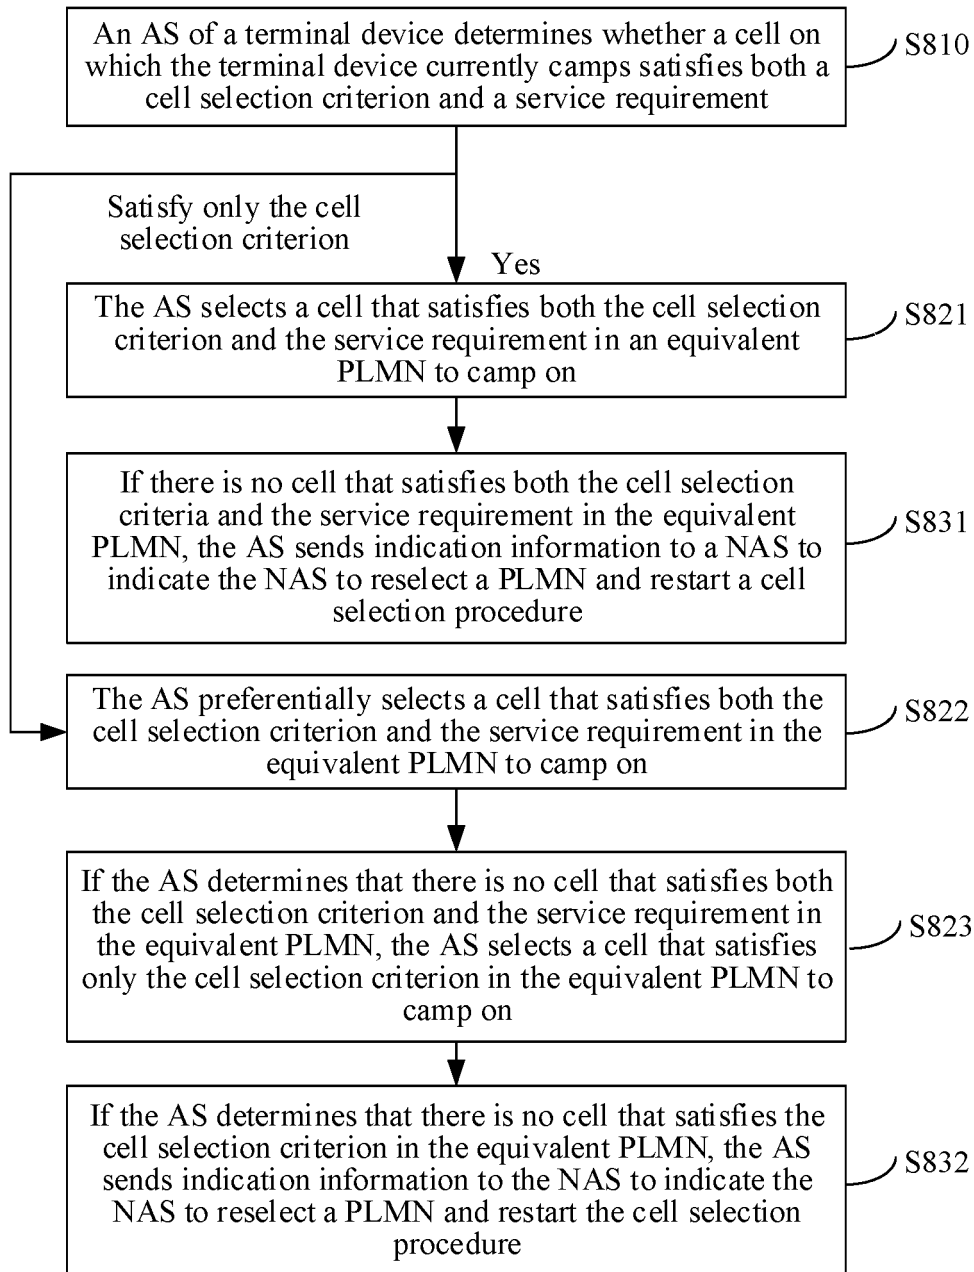 An AS of a terminal device determines whether a cell on
which the terminal device currently camps satisfies both a
cell selection criterion and a service requirement
S810
Satisfy only the cell
selection criterion
Yes
The AS selects a cell that satisfies both the cell selection
criterion and the service requirement in an equivalent
PLMN to camp on
S821
If there is no cell that satisfies both the cell selection
criteria and the service requirement in the equivalent
PLMN, the AS sends indication information to a NAS to
indicate the NAS to reselect a PLMN and restart a cell
selection procedure
S831
The AS preferentially selects a cell that satisfies both the
cell selection criterion and the service requirement in the
equivalent PLMN to camp on
S822
If the AS determines that there is no cell that satisfies both
the cell selection criterion and the service requirement in
the equivalent PLMN, the AS selects a cell that satisfies
only the cell selection criterion in the equivalent PLMN to
camp on
S823
If the AS determines that there is no cell that satisfies the
cell selection criterion in the equivalent PLMN, the AS
sends indication information to the NAS to indicate the
NAS to reselect a PLMN and restart the cell selection
procedure
S832